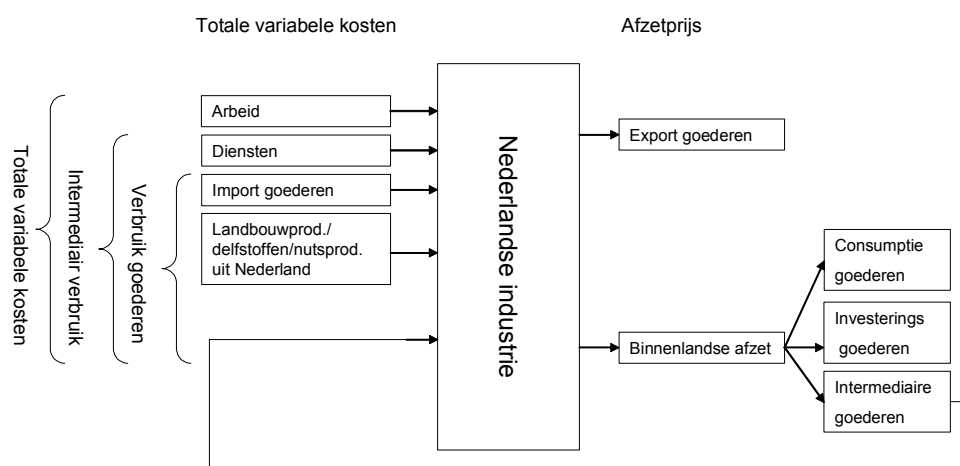 Totale variabele kosten
Afzetprijs
Totale variabele kosten
Intermediair verbruik
Verbruik goederen
Arbeid
Diensten
Import goederen
Landbouwprod./
delfstoffen/nutsprod.
uit Nederland
Nederlandse industrie
Export goederen
Binnenlandse afzet
Consumptie
goederen
Investerings
goederen
Intermediaire
goederen